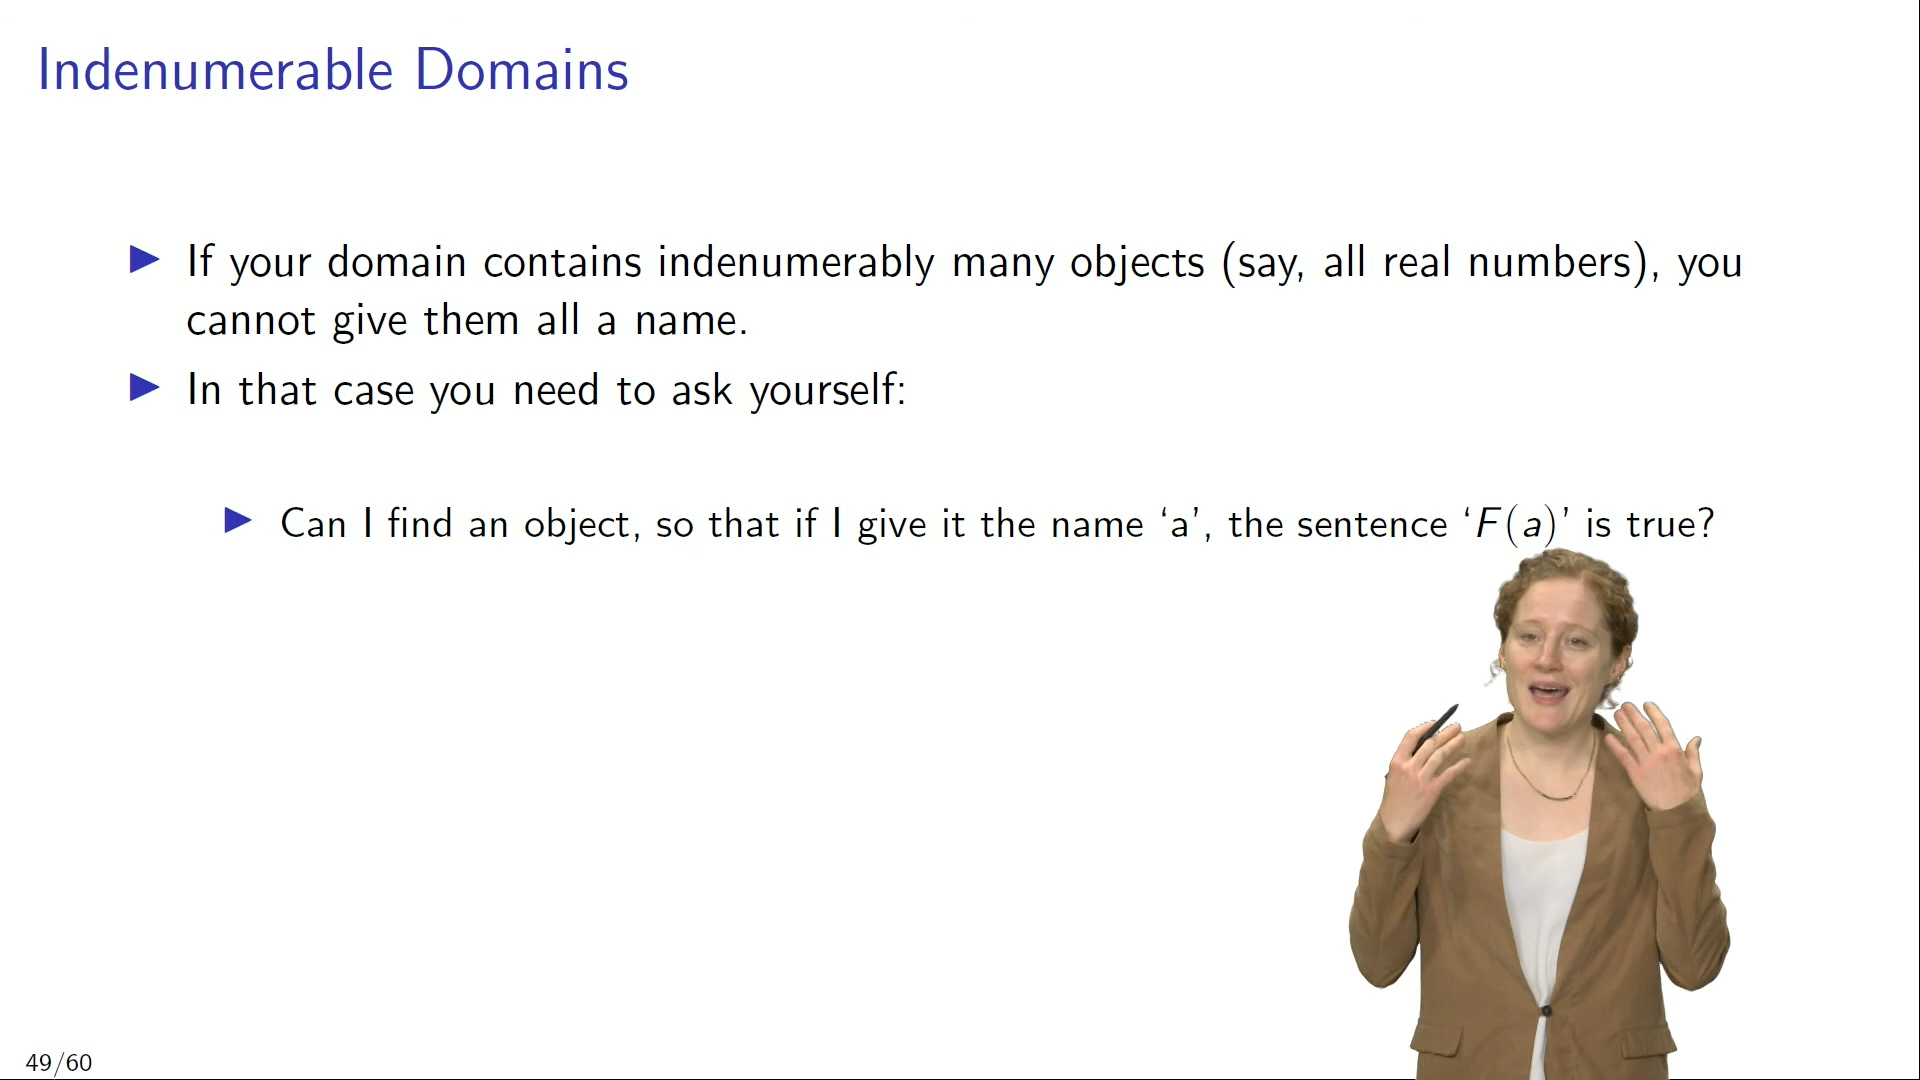 Indenumerable Domains
▶ If your domain contains indenumerably many objects (say, all real numbers), you
cannot give them all a name.
▶ In that case you need to ask yourself:
▶ Can I find an object, so that if I give it the name ‘a’, the sentence ‘F(a)’ is true?
49/60